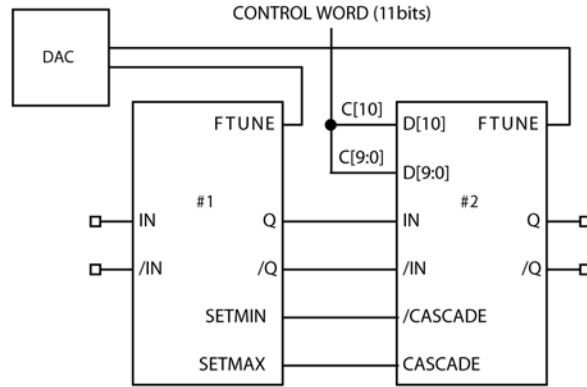 CONTROL WORD (11bits)
DAC
C[10]
FTUNE
D[10] FTUNE
C[9:0]
D[9:0]
#1
#2
IN Q IN Q
/IN /Q /IN /Q
SETMIN /CASCADE
SETMAX CASCADE